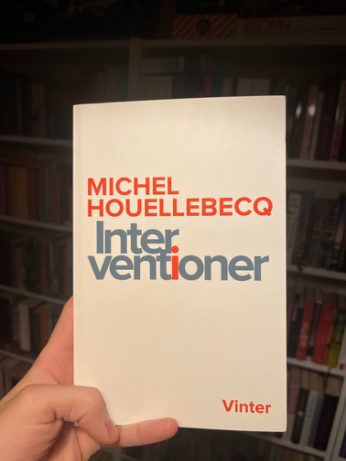 MICHEL
HOUELLEBECQ
Inter
ventioner
Vinter